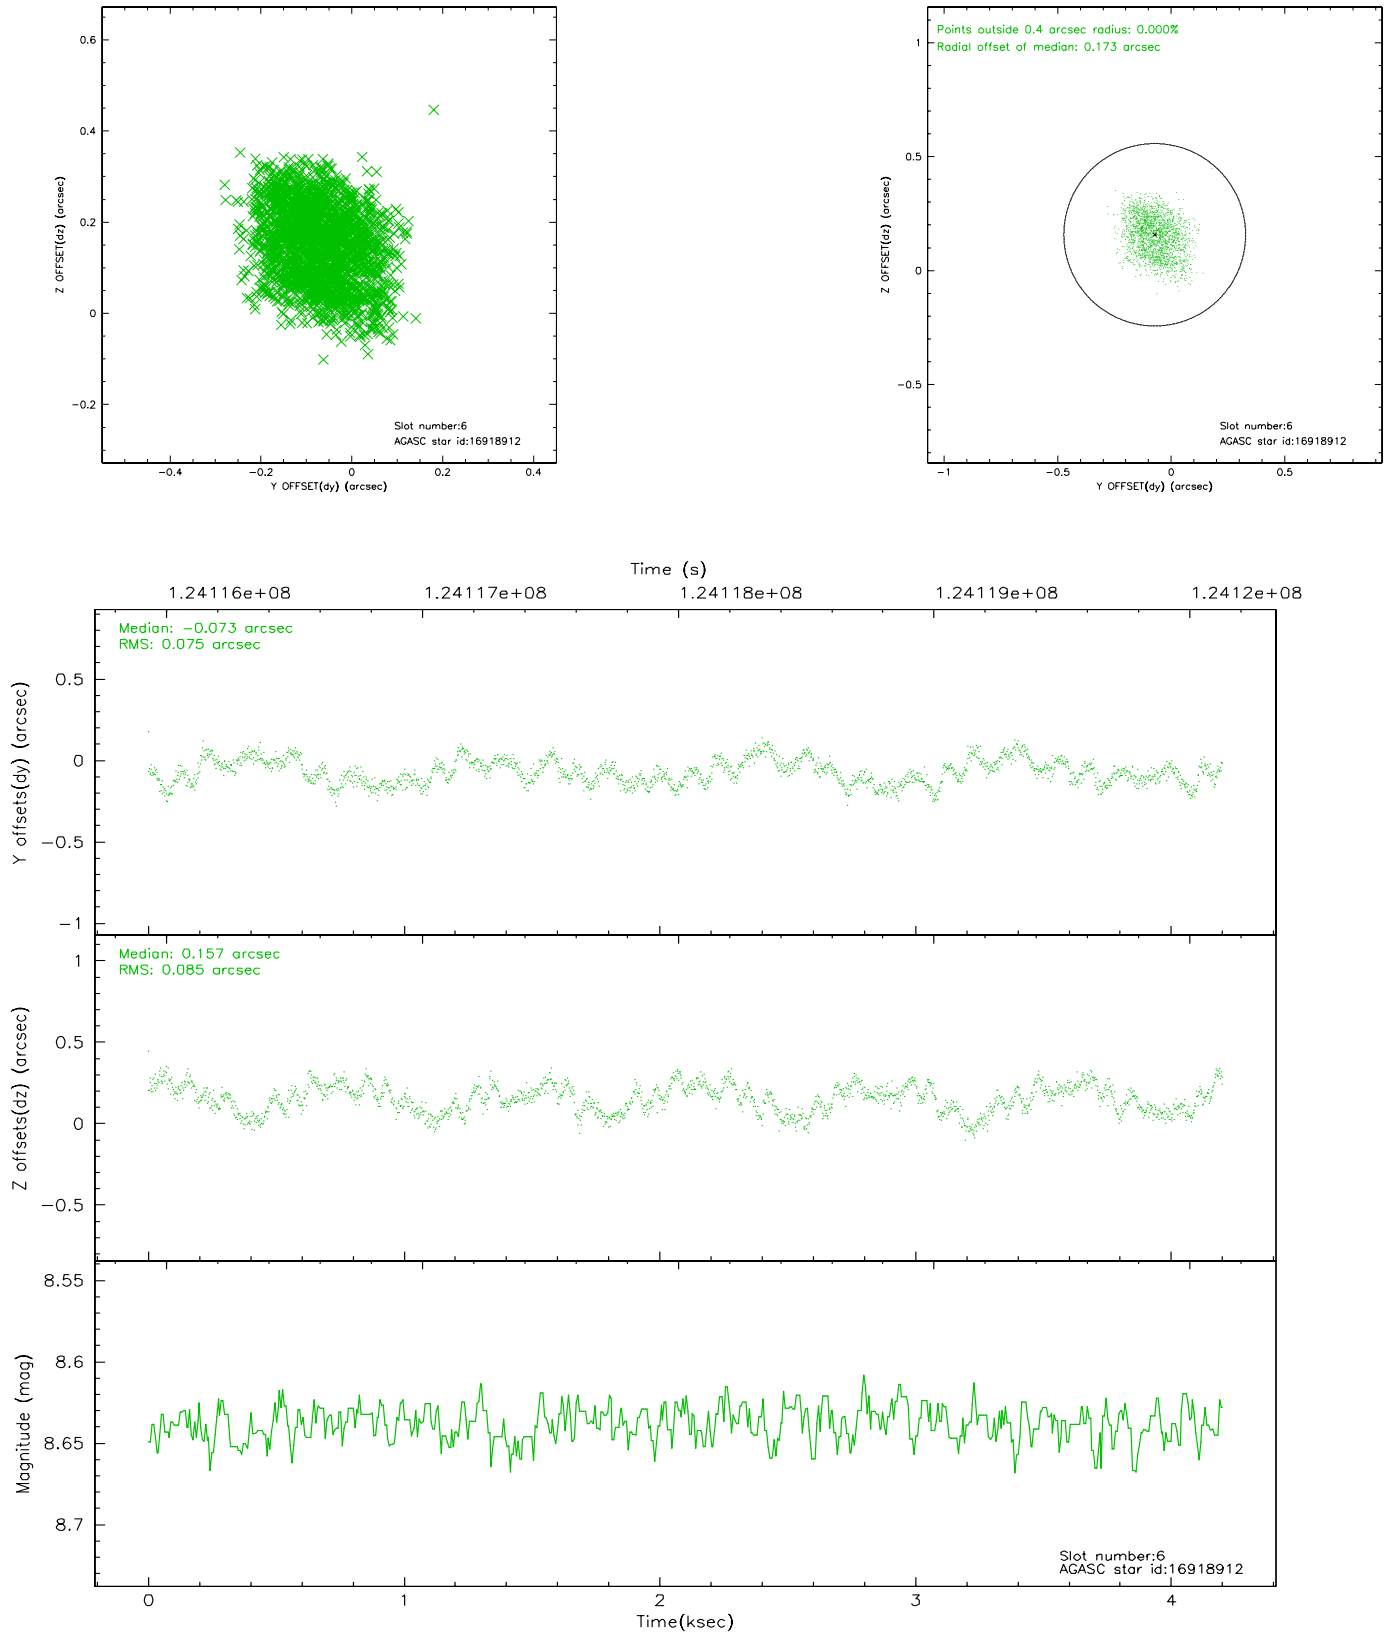 0.6
0.4
0.2
0
−0.2
Z OFFSET(dz) (arcsec)
Slot number:6
AGASC star id:16918912
−0.4 −0.2 0 0.2 0.4
Y OFFSET(dy) (arcsec)
Points outside 0.4 arcsec radius: 0.000%
Radial offset of median: 0.173 arcsec
1
0.5
0
−0.5
Z OFFSET(dz) (arcsec)
Slot number:6
AGASC star id:16918912
−1 −0.5 0 0.5
Y OFFSET(dy) (arcsec)
Time (s)
1.24116e+08 1.24117e+08 1.24118e+08 1.24119e+08 1.2412e+08
Median: −0.073 arcsec
RMS: 0.075 arcsec
0.5
0
−0.5
−1
Y offsets(dy) (arcsec)
Median: 0.157 arcsec
RMS: 0.085 arcsec
1
0.5
0
−0.5
Z offsets(dz) (arcsec)
8.55
8.6
8.65
8.7
Magnitude (mag)
Slot number:6
AGASC star id:16918912
0 1 2 3 4
Time(ksec)